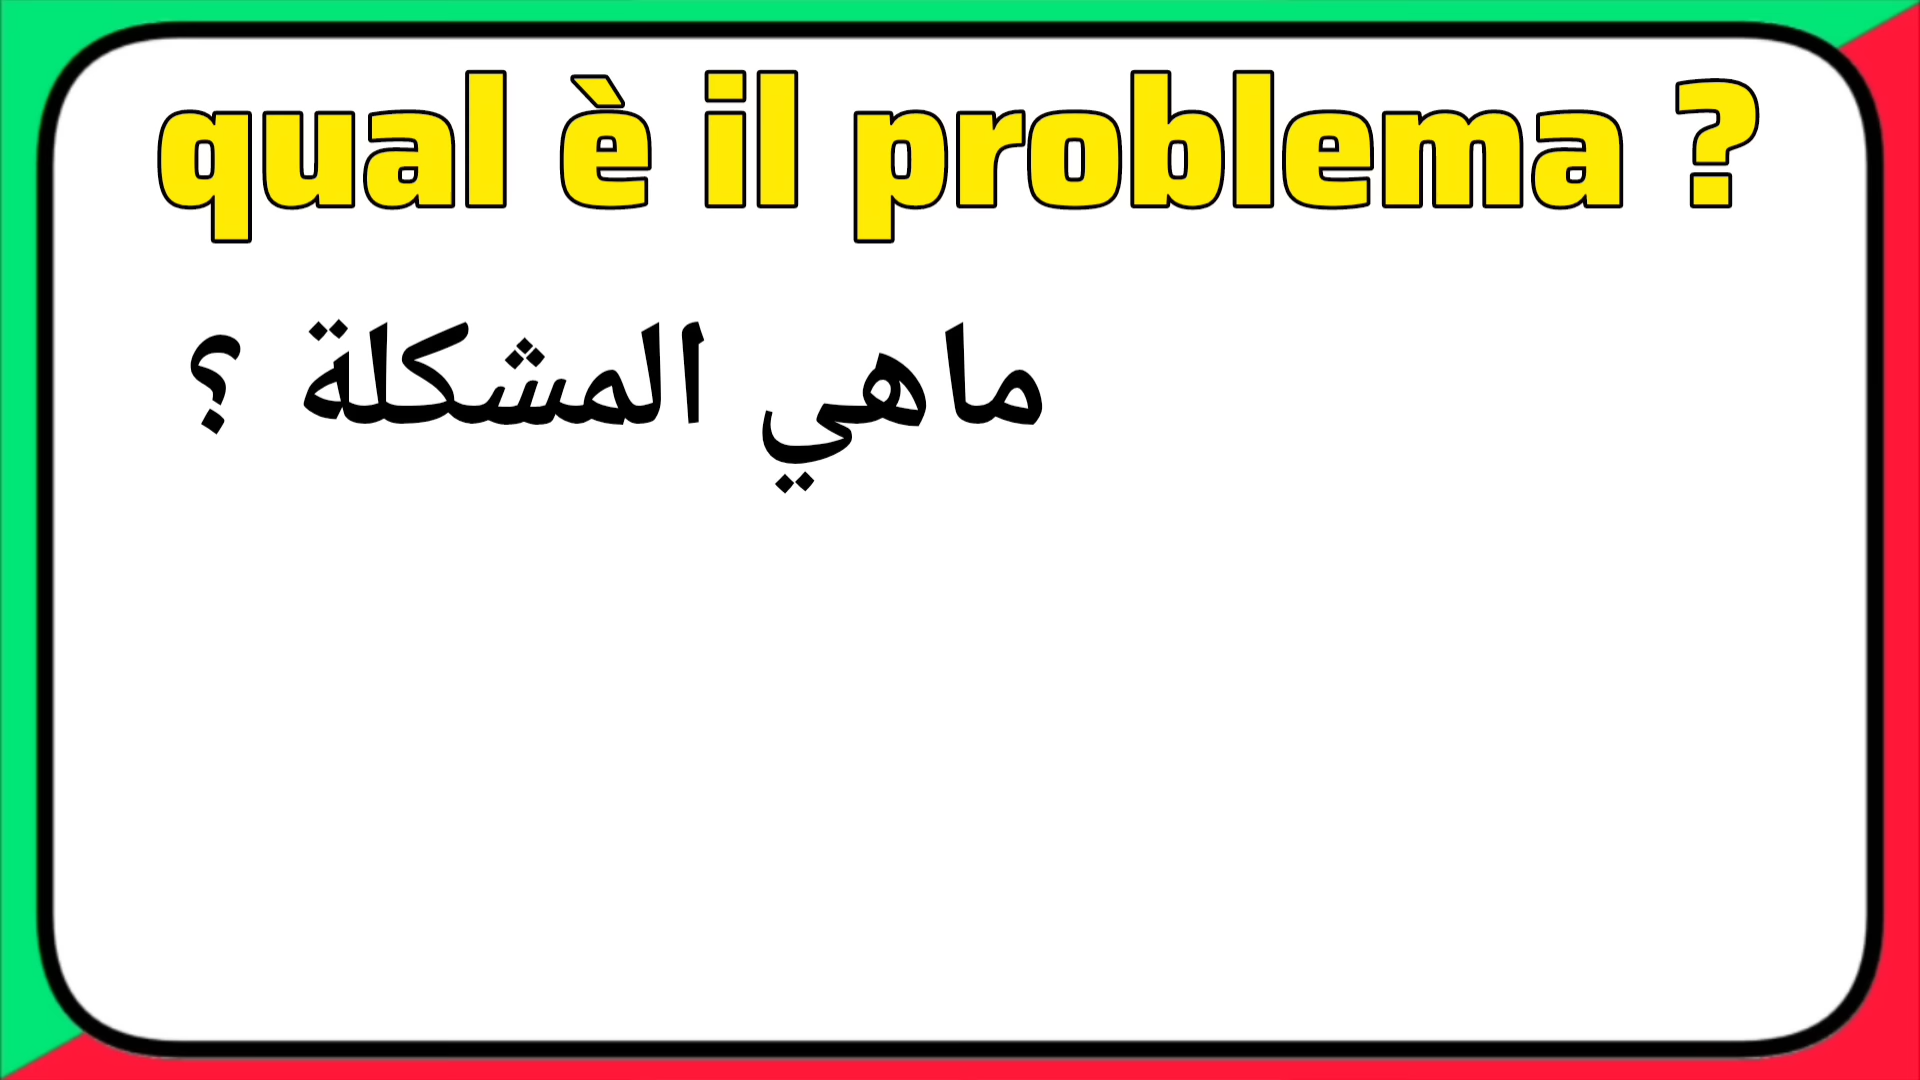 qual è il problema ?
ماهي المشكلة ؟